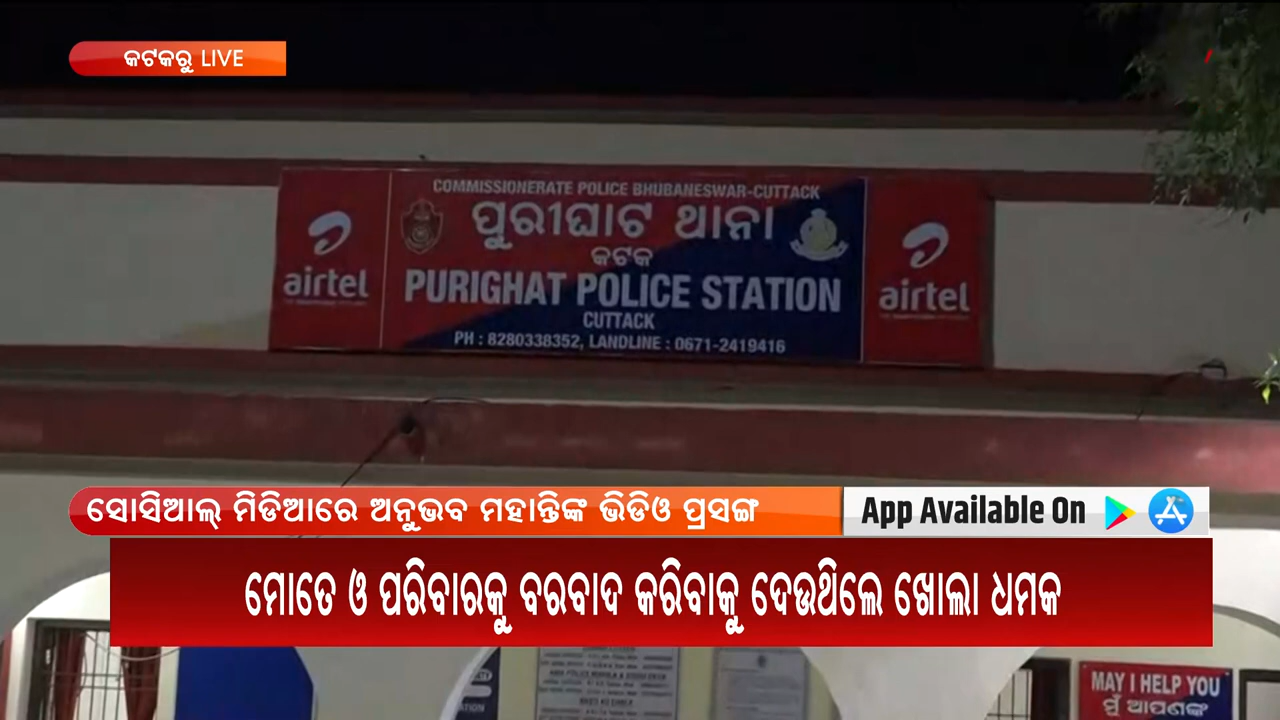 କଟକରୁ LIVE
COMMISSIONERATE POLICE BHUBANESWAR-CUTTACK
ପୁରୀଘାଟ ଥାନା
କଟକ
PURIGHAT POLICE STATION
CUTTACK
PH : 8280338352, LANDLINE : 0671-2419416
airtel
airtel
ସୋସିଆଲ୍ ମିଡିଆରେ ଅନୁଭବ ମହାନ୍ତିଙ୍କ ଭିଡିଓ ପ୍ରସଙ୍ଗ
App Available On
ମୋତେ ଓ ପରିବାରକୁ ବରବାଦ କରିବାକୁ ଦେଉଥିଲେ ଖୋଲା ଧମକ
MAY I HELP YOU
ମୁଁ ଆପଣଙ୍କ